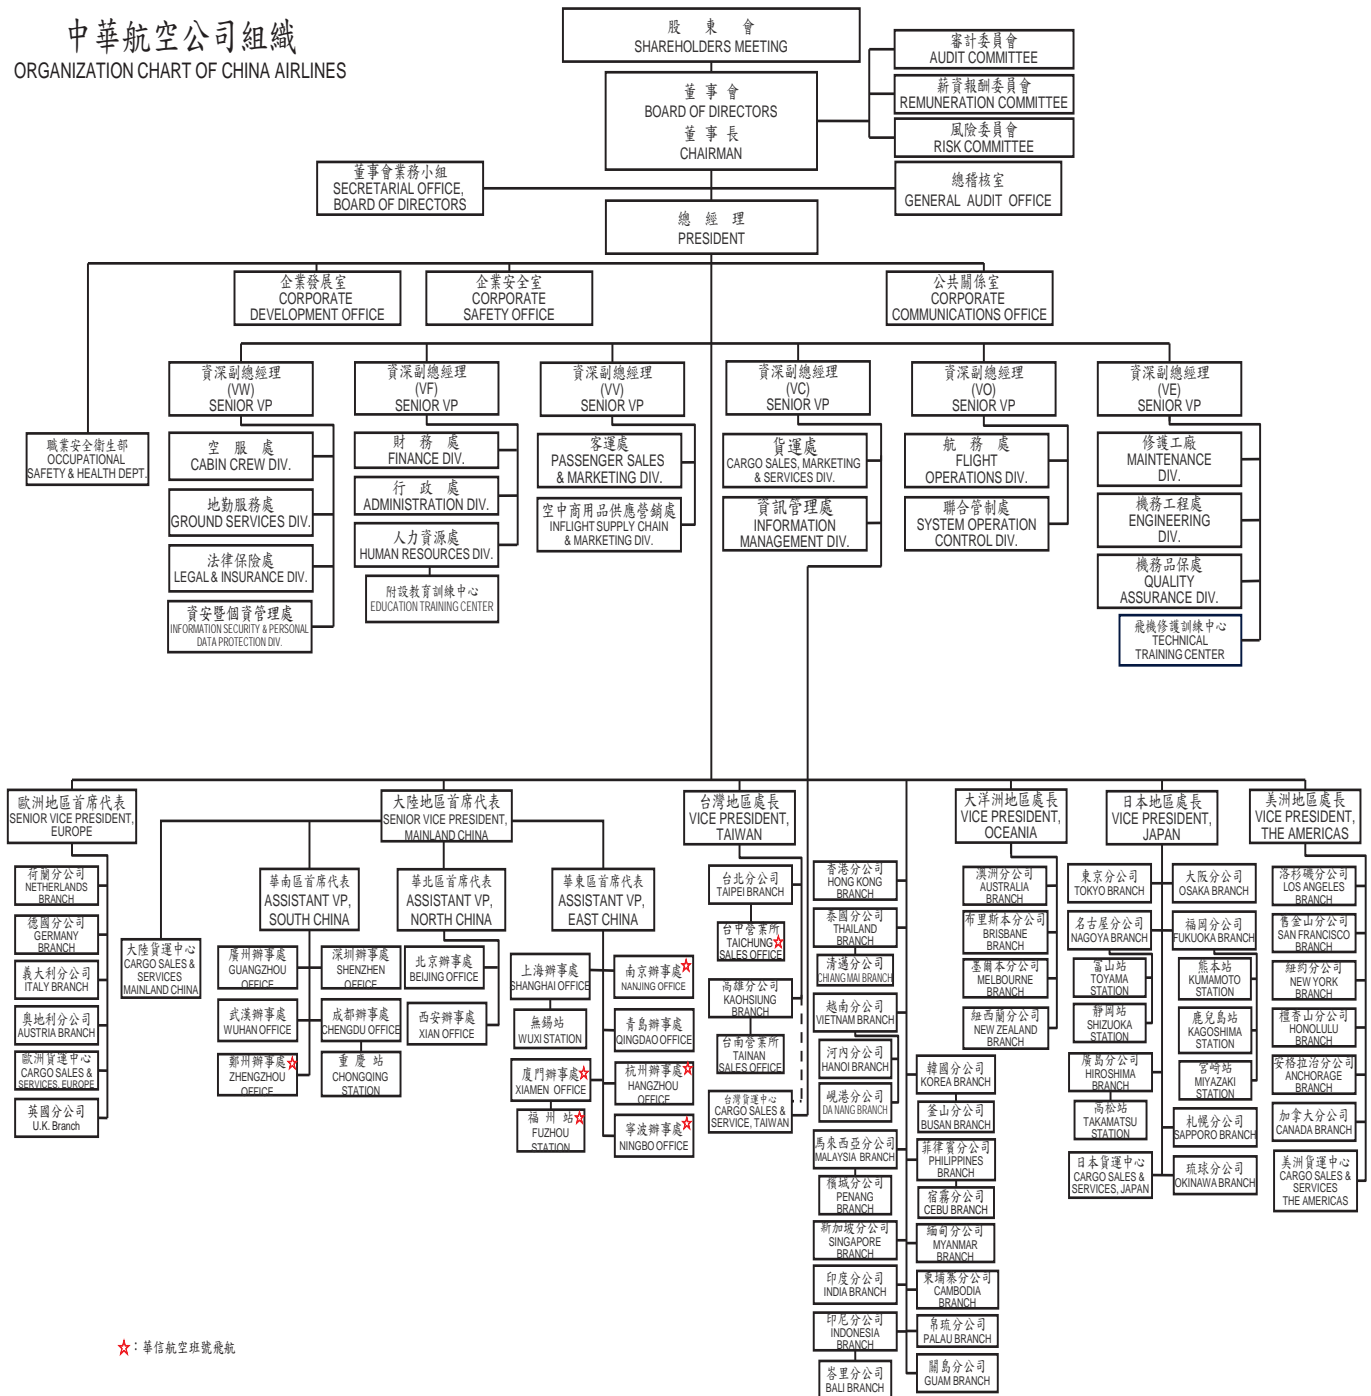 中華航空公司組織
ORGANIZATION CHART OF CHINA AIRLINES
股東會
SHAREHOLDERS MEETING
董事會
BOARD OF DIRECTORS
董事長
CHAIRMAN
審計委員會
AUDIT COMMITTEE
薪資報酬委員會
REMUNERATION COMMITTEE
風險委員會
RISK COMMITTEE
董事會業務小組
SECRETARIAL OFFICE,
BOARD OF DIRECTORS
總稽核室
GENERAL AUDIT OFFICE
總經理
PRESIDENT
企業發展室
CORPORATE
DEVELOPMENT OFFICE
企業安全室
CORPORATE
SAFETY OFFICE
公共關係室
CORPORATE
COMMUNICATIONS OFFICE
職業安全衛生部
OCCUPATIONAL
SAFETY & HEALTH DEPT.
資深副總經理
(VW)
SENIOR VP
空服處
CABIN CREW DIV.
地勤服務處
GROUND SERVICES DIV.
法律保險處
LEGAL & INSURANCE DIV.
資安暨個資管理處
INFORMATION SECURITY & PERSONAL
DATA PROTECTION DIV.
資深副總經理
(VF)
SENIOR VP
財務處
FINANCE DIV.
行政處
ADMINISTRATION DIV.
人力資源處
HUMAN RESOURCES DIV.
附設教育訓練中心
EDUCATION TRAINING CENTER
資深副總經理
(VV)
SENIOR VP
客運處
PASSENGER SALES
& MARKETING DIV.
空中商用品供應營銷處
INFLIGHT SUPPLY CHAIN
& MARKETING DIV.
資深副總經理
(VC)
SENIOR VP
貨運處
CARGO SALES, MARKETING
& SERVICES DIV.
資訊管理處
INFORMATION
MANAGEMENT DIV.
資深副總經理
(VO)
SENIOR VP
航務處
FLIGHT
OPERATIONS DIV.
聯合管制處
SYSTEM OPERATION
CONTROL DIV.
資深副總經理
(VE)
SENIOR VP
修護工廠
MAINTENANCE
DIV.
機務工程處
ENGINEERING
DIV.
機務品保處
QUALITY
ASSURANCE DIV.
飛機修護訓練中心
TECHNICAL
TRAINING CENTER
歐洲地區首席代表
SENIOR VICE PRESIDENT,
EUROPE
荷蘭分公司
NETHERLANDS
BRANCH
德國分公司
GERMANY
BRANCH
義大利分公司
ITALY BRANCH
奧地利分公司
AUSTRIA BRANCH
歐洲貨運中心
CARGO SALES &
SERVICES, EUROPE
英國分公司
U.K. Branch
大陸地區首席代表
SENIOR VICE PRESIDENT,
MAINLAND CHINA
大陸貨運中心
CARGO SALES &
SERVICES
MAINLAND CHINA
華南區首席代表
ASSISTANT VP,
SOUTH CHINA
廣州辦事處
GUANGZHOU
OFFICE
深圳辦事處
SHENZHEN
OFFICE
武漢辦事處
WUHAN OFFICE
成都辦事處
CHENGDU OFFICE
鄭州辦事處
ZHENGZHOU
OFFICE
重慶站
CHONGQING
STATION
華北區首席代表
ASSISTANT VP,
NORTH CHINA
北京辦事處
BEIJING OFFICE
西安辦事處
XIAN OFFICE
華東區首席代表
ASSISTANT VP,
EAST CHINA
上海辦事處
SHANGHAI OFFICE
南京辦事處
NANJING OFFICE
無錫站
WUXI STATION
青島辦事處
QINGDAO OFFICE
廈門辦事處
XIAMEN OFFICE
杭州辦事處
HANGZHOU
OFFICE
福州站
FUZHOU
STATION
寧波辦事處
NINGBO OFFICE
台灣地區處長
VICE PRESIDENT,
TAIWAN
台北分公司
TAIPEI BRANCH
台中營業所
TAICHUNG
SALES OFFICE
高雄分公司
KAOHSIUNG
BRANCH
台南營業所
TAINAN
SALES OFFICE
台灣貨運中心
CARGO SALES &
SERVICE, TAIWAN
香港分公司
HONG KONG
BRANCH
泰國分公司
THAILAND
BRANCH
清邁分公司
CHIANG MAI BRANCH
越南分公司
VIETNAM BRANCH
河內分公司
HANOI BRANCH
峴港分公司
DA NANG BRANCH
馬來西亞分公司
MALAYSIA BRANCH
檳城分公司
PENANG
BRANCH
新加坡分公司
SINGAPORE
BRANCH
印度分公司
INDIA BRANCH
印尼分公司
INDONESIA
BRANCH
峇里分公司
BALI BRANCH
韓國分公司
KOREA BRANCH
釜山分公司
BUSAN BRANCH
菲律賓分公司
PHILIPPINES
BRANCH
宿霧分公司
CEBU BRANCH
緬甸分公司
MYANMAR
BRANCH
柬埔寨分公司
CAMBODIA
BRANCH
帛琉分公司
PALAU BRANCH
關島分公司
GUAM BRANCH
大洋洲地區處長
VICE PRESIDENT,
OCEANIA
澳洲分公司
AUSTRALIA
BRANCH
布里斯本分公司
BRISBANE
BRANCH
墨爾本分公司
MELBOURNE
BRANCH
紐西蘭分公司
NEW ZEALAND
BRANCH
日本地區處長
VICE PRESIDENT,
JAPAN
東京分公司
TOKYO BRANCH
大阪分公司
OSAKA BRANCH
名古屋分公司
NAGOYA BRANCH
福岡分公司
FUKUOKA BRANCH
富山站
TOYAMA
STATION
熊本站
KUMAMOTO
STATION
靜岡站
SHIZUOKA
STATION
鹿兒島站
KAGOSHIMA
STATION
廣島分公司
HIROSHIMA
BRANCH
宮崎站
MIYAZAKI
STATION
高松站
TAKAMATSU
STATION
札幌分公司
SAPPORO BRANCH
日本貨運中心
CARGO SALES &
SERVICES, JAPAN
琉球分公司
OKINAWA BRANCH
美洲地區處長
VICE PRESIDENT,
THE AMERICAS
洛杉磯分公司
LOS ANGELES
BRANCH
舊金山分公司
SAN FRANCISCO
BRANCH
紐約分公司
NEW YORK
BRANCH
檀香山分公司
HONOLULU
BRANCH
安格拉治分公司
ANCHORAGE
BRANCH
加拿大分公司
CANADA BRANCH
美洲貨運中心
CARGO SALES &
SERVICES
THE AMERICAS
☆：華信航空班號飛航